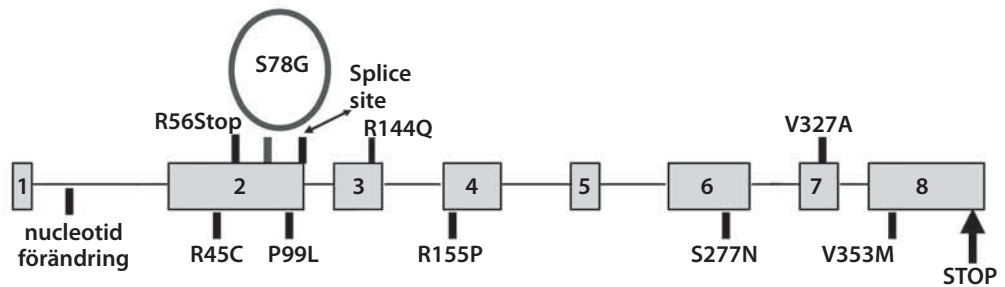 S78G
Splice
site
R56Stop
R144Q
V327A
1
2
3
4
5
6
7
8
nucleotid
förändring
R45C
P99L
R155P
S277N
V353M
STOP